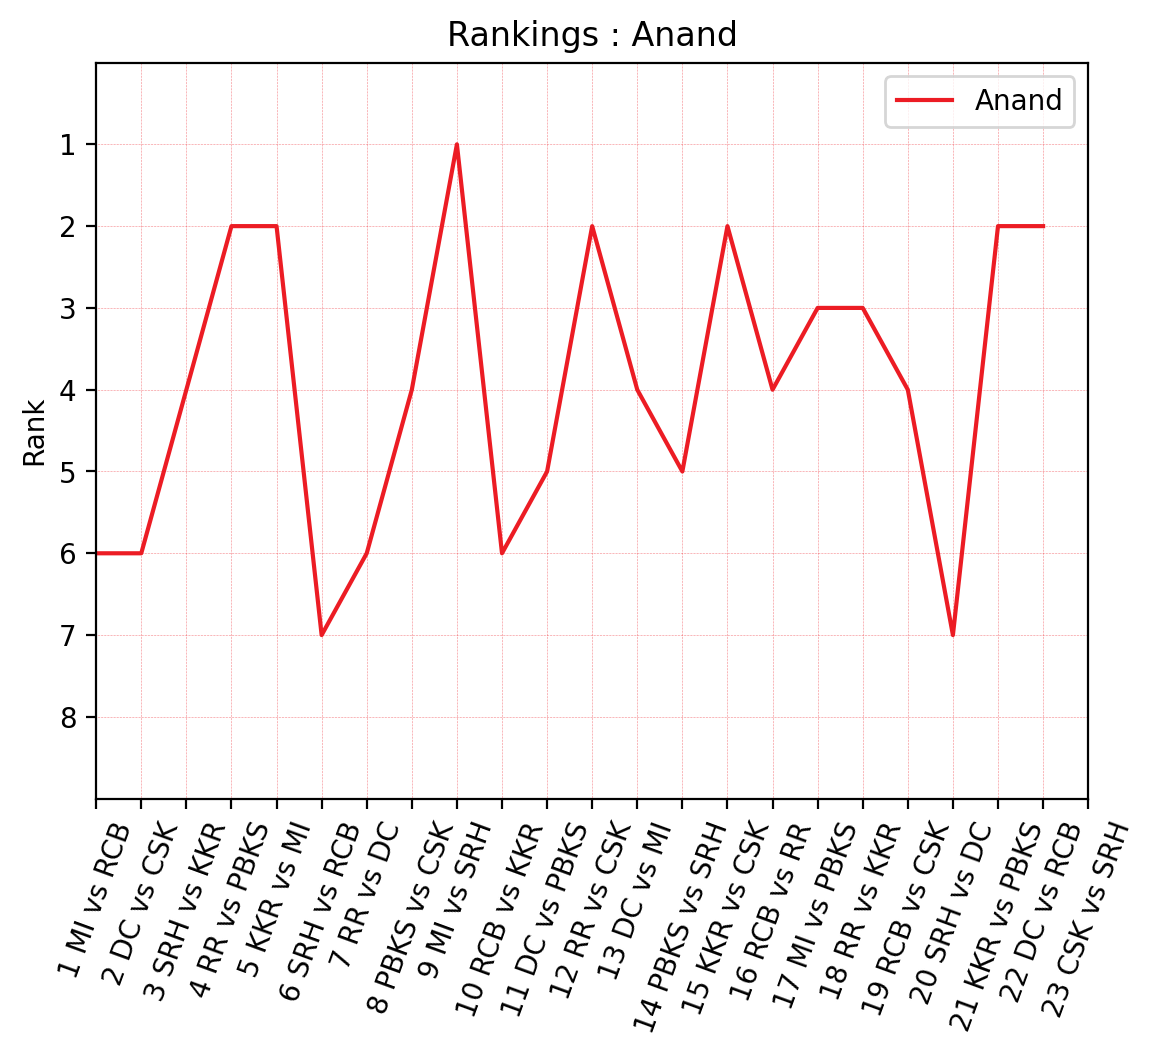 Rankings : Anand
Anand
Rank
1
2
3
4
5
6
7
8
1 MI vs RCB
2 DC vs CSK
3 SRH vs KKR
4 RR vs PBKS
5 KKR vs MI
6 SRH vs RCB
7 RR vs DC
8 PBKS vs CSK
9 MI vs SRH
10 RCB vs KKR
11 DC vs PBKS
12 RR vs CSK
13 DC vs MI
14 PBKS vs SRH
15 KKR vs CSK
16 RCB vs RR
17 MI vs PBKS
18 RR vs KKR
19 RCB vs CSK
20 SRH vs DC
21 KKR vs PBKS
22 DC vs RCB
23 CSK vs SRH